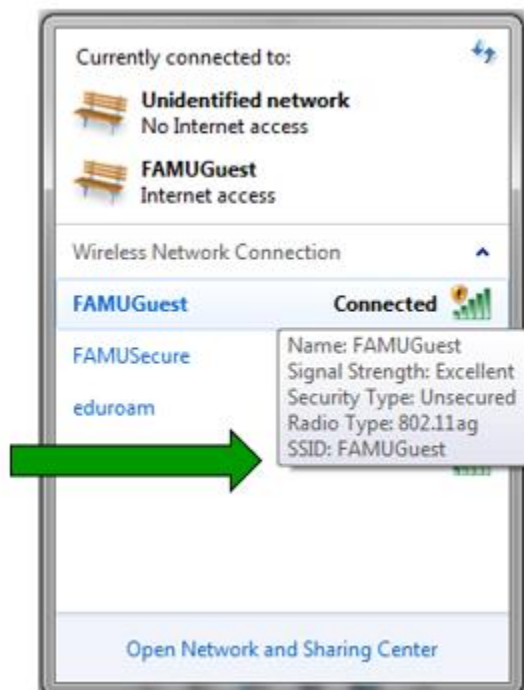 Currently connected to:
Unidentified network
No Internet access
FAMUGuest
Internet access
Wireless Network Connection
FAMUGuest Connected
Name: FAMUGuest
Signal Strength: Excellent
Security Type: Unsecured
Radio Type: 802.11ag
SSID: FAMUGuest
FAMUSecure
eduroam
Open Network and Sharing Center